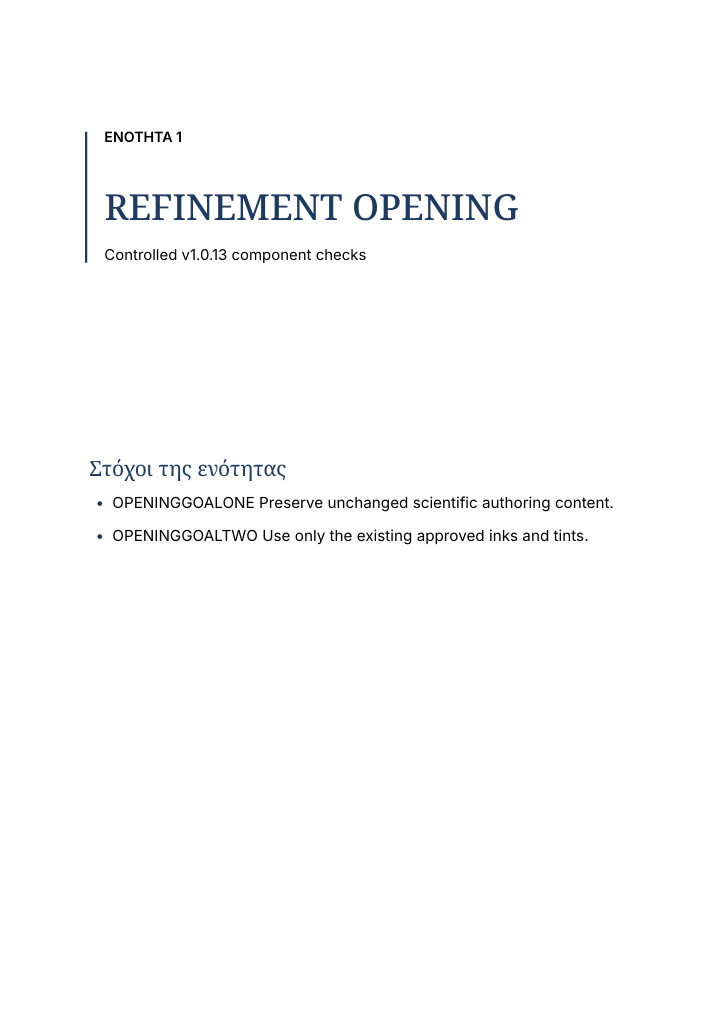 ΕΝΟΤΗΤΑ 1
REFINEMENT OPENING
Controlled v1.0.13 component checks
Στόχοι της ενότητας
• OPENINGGOALONE Preserve unchanged scientific authoring content.
• OPENINGGOALTWO Use only the existing approved inks and tints.